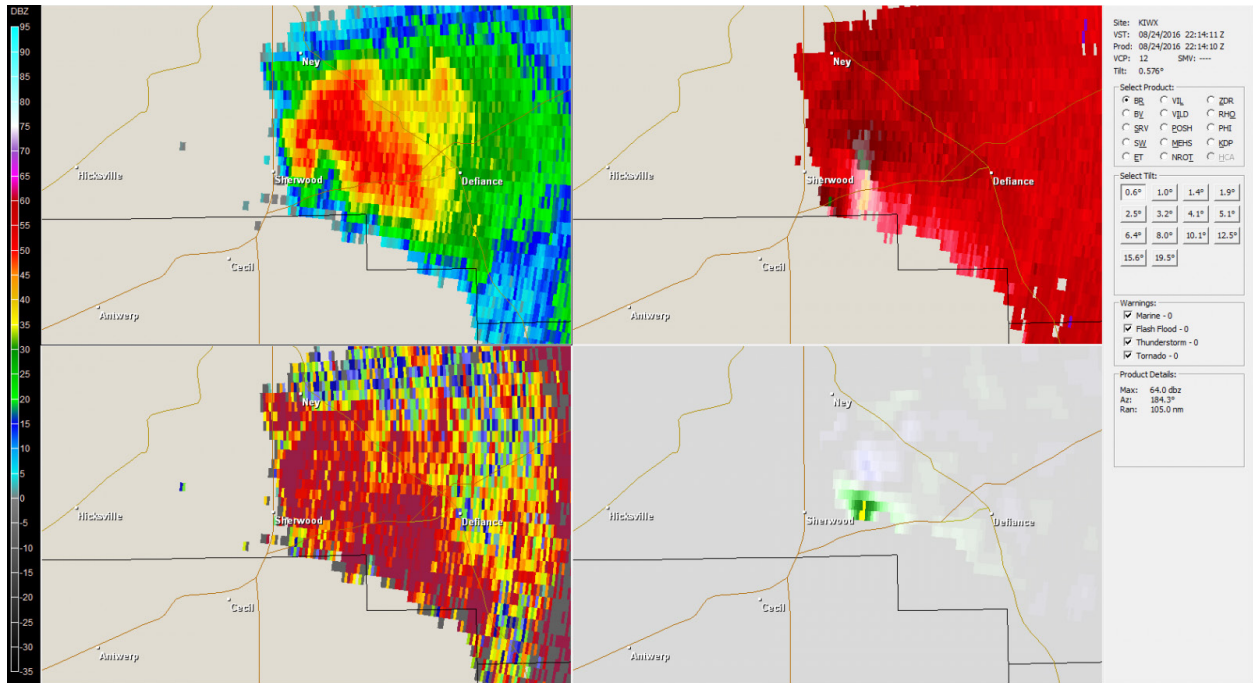 DBZ
95
90
85
80
75
70
65
60
55
50
45
40
35
30
25
20
15
10
5
0
-5
-10
-15
-20
-25
-30
-35
Ney
Hicksville
Sherwood
Defiance
Cecil
Antwerp
Ney
Hicksville
Sherwood
Defiance
Cecil
Antwerp
Ney
Hicksville
Sherwood
Defiance
Cecil
Antwerp
Ney
Hicksville
Sherwood
Defiance
Cecil
Antwerp
Site: KIWX
VST: 08/24/2016 22:14:11 Z
Prod: 08/24/2016 22:14:10 Z
VCP: 12 SMV: ----
Tilt: 0.576°
Select Product:
BR VIL ZDR
BV VILD RHO
SRV POSH PHI
SW MEHS KDP
ET NROT HCA
Select Tilt:
0.6° 1.0° 1.4° 1.9°
2.5° 3.2° 4.1° 5.1°
6.4° 8.0° 10.1° 12.5°
15.6° 19.5°
Warnings:
Marine - 0
Flash Flood - 0
Thunderstorm - 0
Tornado - 0
Product Details:
Max: 64.0 dbz
Az: 184.3°
Ran: 105.0 nm